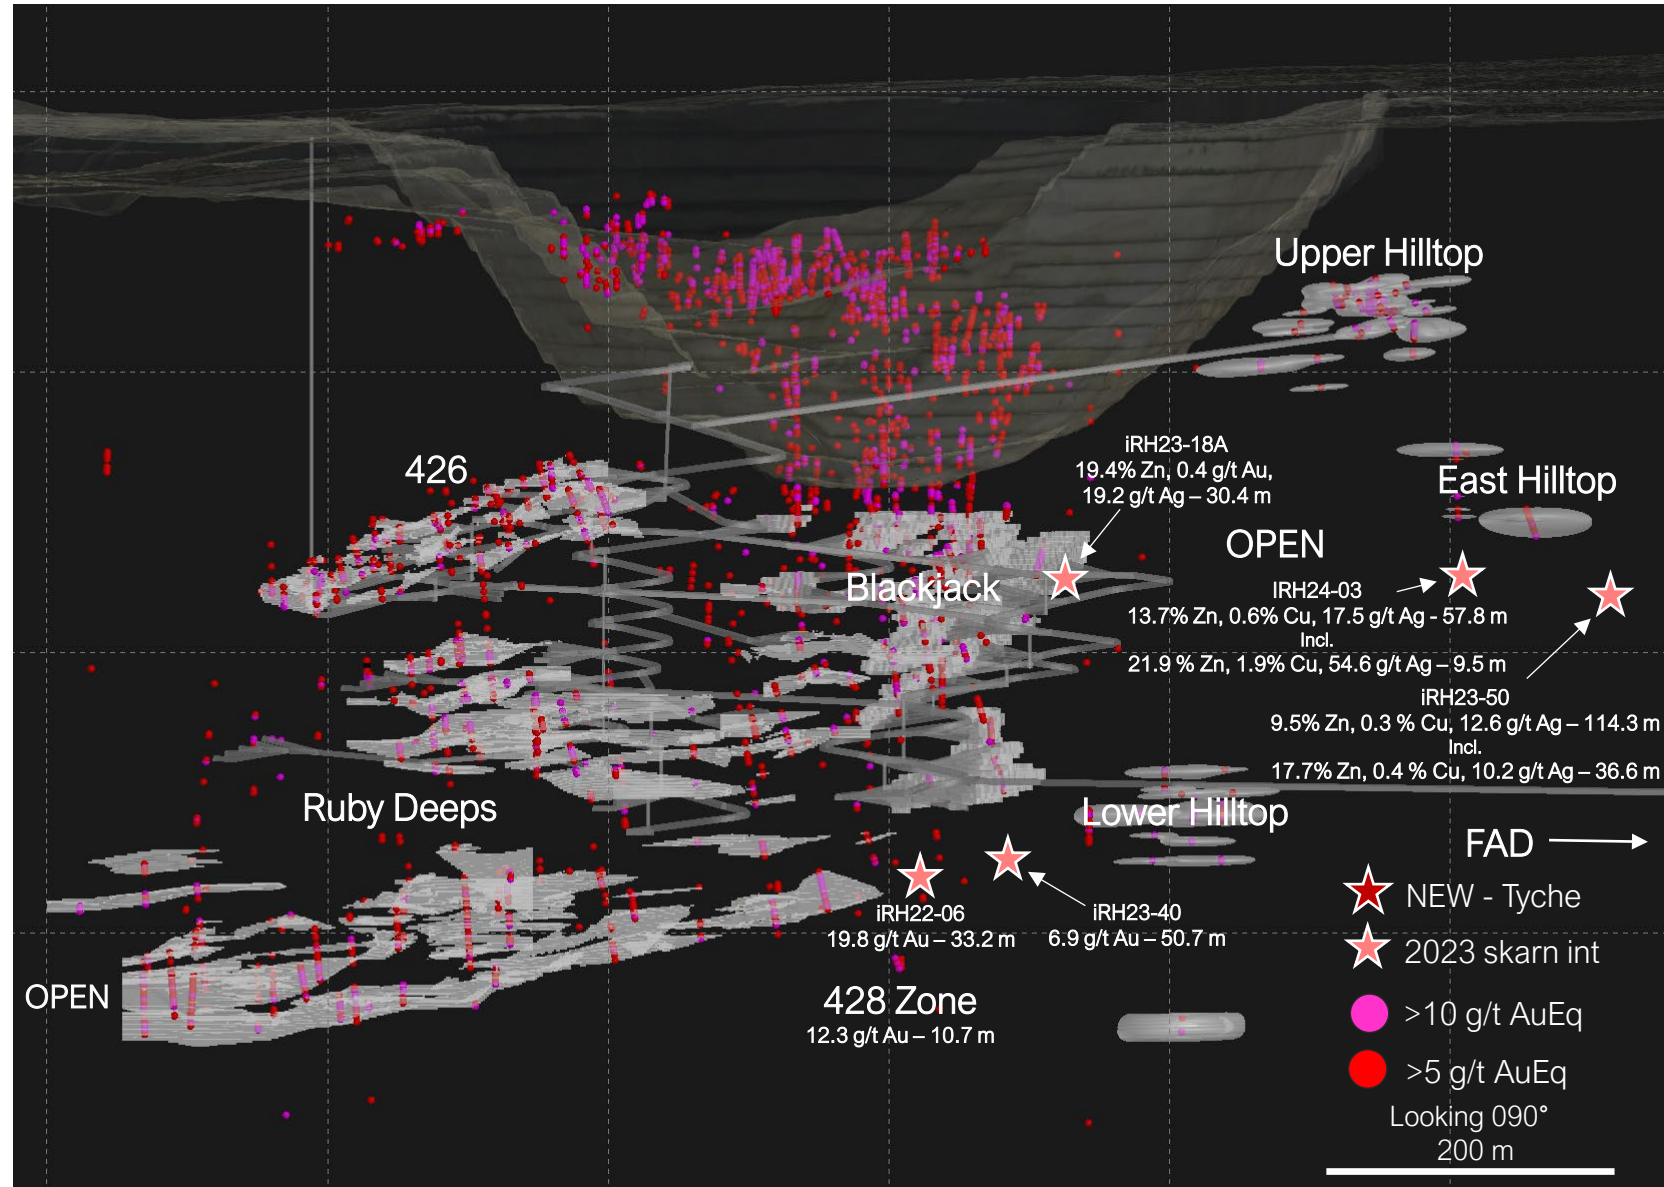 Upper Hilltop
iRH23-18A
19.4% Zn, 0.4 g/t Au,
19.2 g/t Ag – 30.4 m
426
East Hilltop
OPEN
Blackjack
IRH24-03
13.7% Zn, 0.6% Cu, 17.5 g/t Ag - 57.8 m
Incl.
21.9 % Zn, 1.9% Cu, 54.6 g/t Ag – 9.5 m
iRH23-50
9.5% Zn, 0.3 % Cu, 12.6 g/t Ag – 114.3 m
Incl.
17.7% Zn, 0.4 % Cu, 10.2 g/t Ag – 36.6 m
Ruby Deeps
Lower Hilltop
FAD
iRH22-06
19.8 g/t Au – 33.2 m
iRH23-40
6.9 g/t Au – 50.7 m
OPEN
428 Zone
12.3 g/t Au – 10.7 m
NEW - Tyche
2023 skarn int
>10 g/t AuEq
>5 g/t AuEq
Looking 090°
200 m